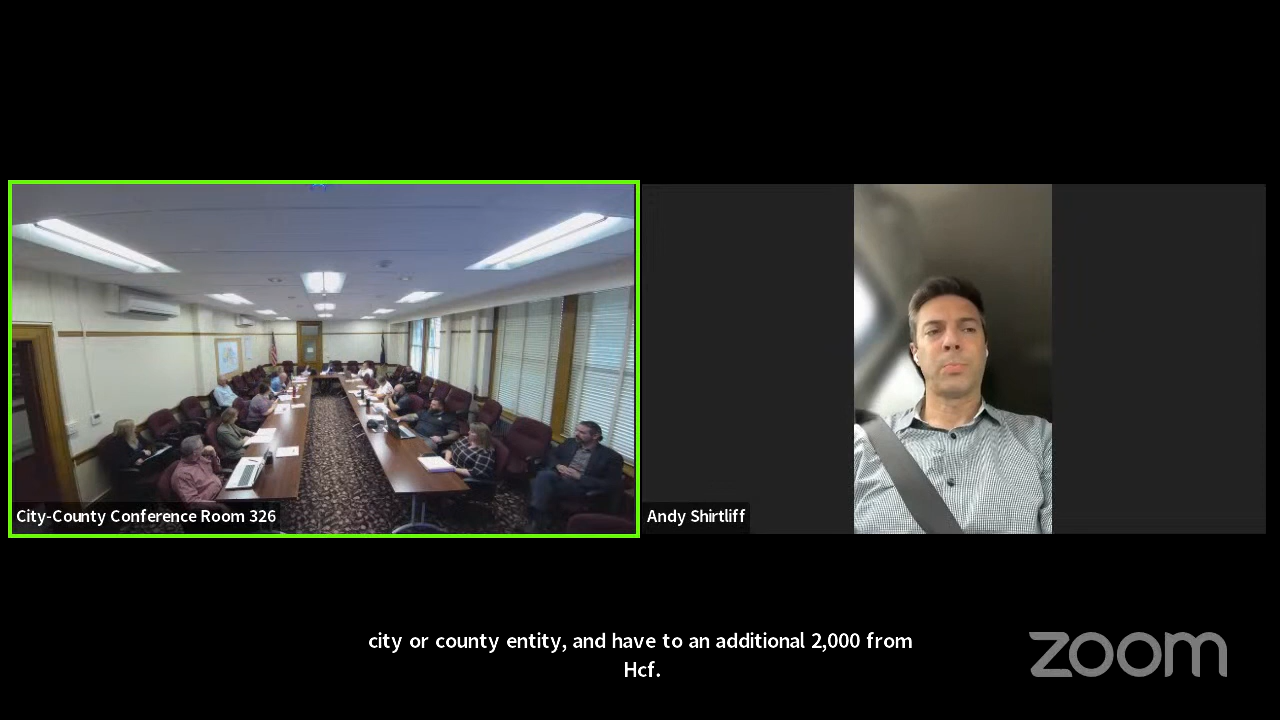 City-County Conference Room 326
Andy Shirtliff
city or county entity, and have to an additional 2,000 from
Hcf.
zoom